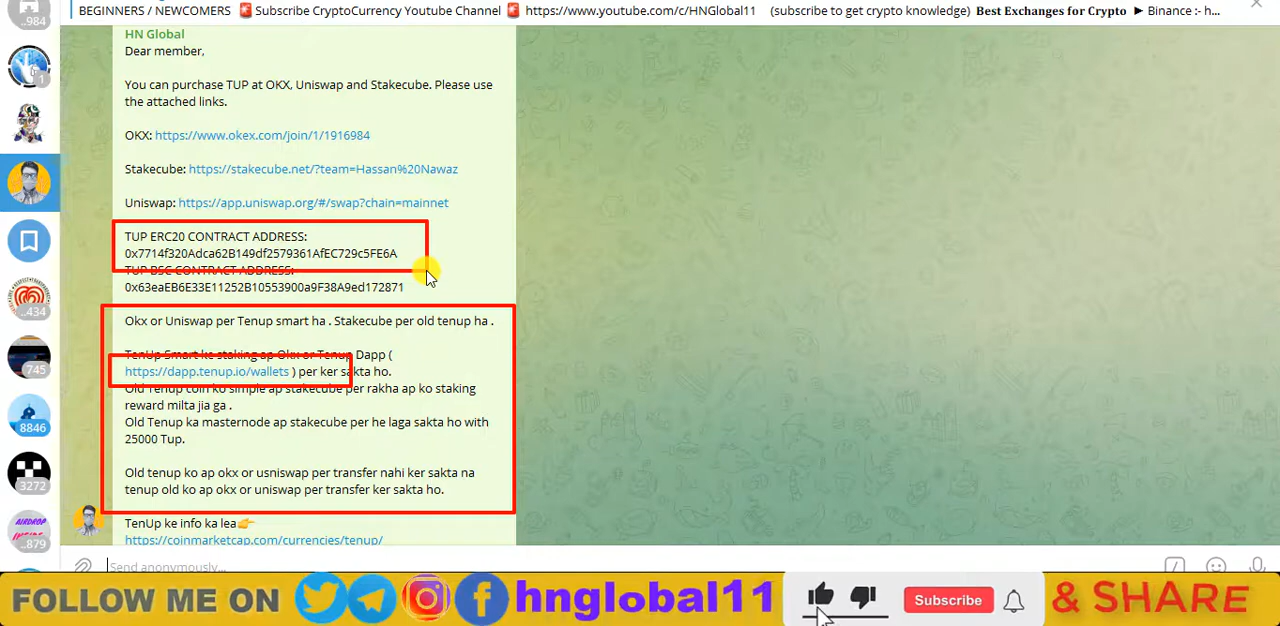 BEGINNERS / NEWCOMERS 🚨 Subscribe CryptoCurrency Youtube Channel 🚨 https://www.youtube.com/c/HNGlobal11 (subscribe to get crypto knowledge) Best Exchanges for Crypto ► Binance :- h...
..984
HN Global
Dear member,
You can purchase TUP at OKX, Uniswap and Stakecube. Please use
the attached links.
OKX: https://www.okex.com/join/1/1916984
Stakecube: https://stakecube.net/?team=Hassan%20Nawaz
Uniswap: https://app.uniswap.org/#/swap?chain=mainnet
TUP ERC20 CONTRACT ADDRESS:
0x7714f320Adca62B149df2579361AfEC729c5FE6A
TUP BSC CONTRACT ADDRESS:
0x63eaEB6E33E11252B10553900a9F38A9ed172871
Okx or Uniswap per Tenup smart ha . Stakecube per old tenup ha .
TenUp Smart ke staking ap Okx or Tenup Dapp (
https://dapp.tenup.io/wallets ) per ker sakta ho.
Old Tenup coin ko simple ap stakecube per rakha ap ko staking
reward milta jia ga .
Old Tenup ka masternode ap stakecube per he laga sakta ho with
25000 Tup.
Old tenup ko ap okx or usniswap per transfer nahi ker sakta na
tenup old ko ap okx or uniswap per transfer ker sakta ho.
TenUp ke info ka lea👉
https://coinmarketcap.com/currencies/tenup/
1
..434
745
8846
3272
AIRDROP
..879
Send anonymously...
FOLLOW ME ON hnglobal11 Subscribe & SHARE